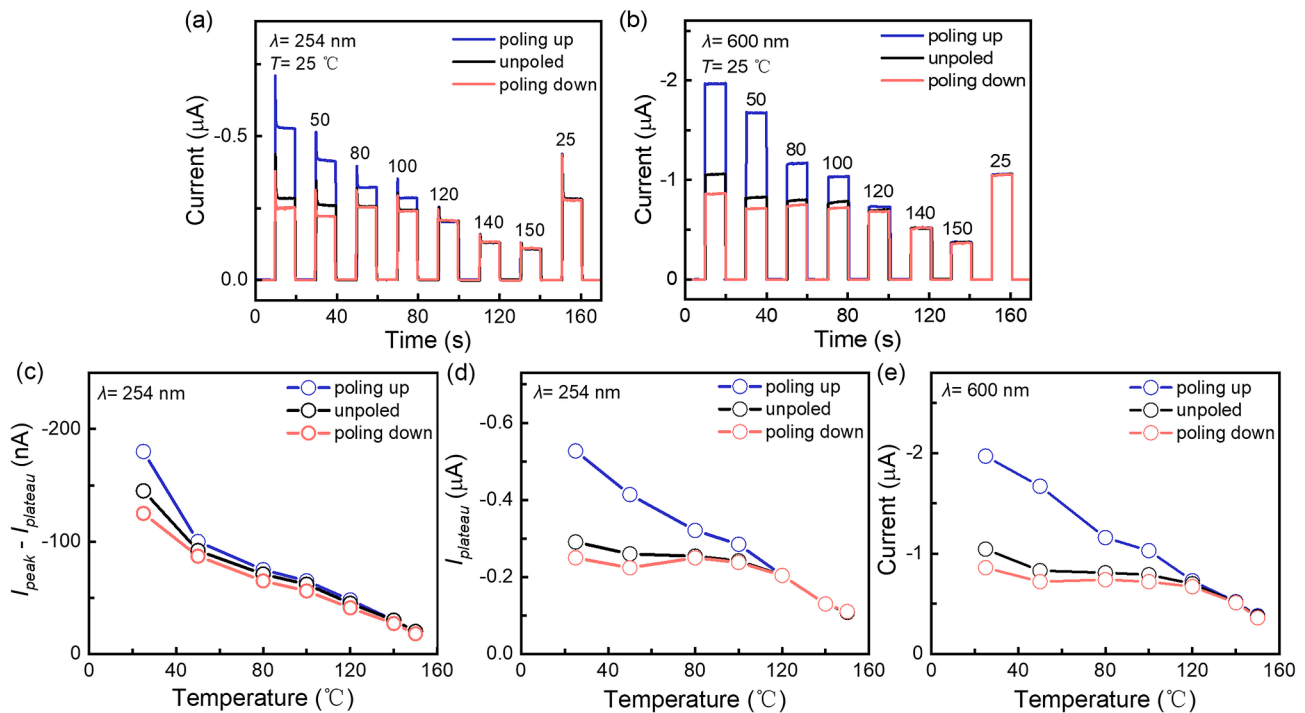 (a)
λ= 254 nm
T= 25 ℃
poling up
unpoled
poling down
50
80
100
120
140
150
25
-0.5
0.0
Current (μA)
0 40 80 120 160
Time (s)
(b)
λ= 600 nm
T= 25 ℃
poling up
unpoled
poling down
50
80
100
120
140
150
25
-2
-1
0
Current (μA)
0 40 80 120 160
Time (s)
(c)
λ= 254 nm
poling up
unpoled
poling down
-200
-100
0
Ipeak - Iplateau (nA)
0 40 80 120 160
Temperature (℃)
(d)
λ= 254 nm
poling up
unpoled
poling down
-0.6
-0.4
-0.2
0.0
Iplateau (μA)
0 40 80 120 160
Temperature (℃)
(e)
λ= 600 nm
poling up
unpoled
poling down
-2
-1
0
Current (μA)
0 40 80 120 160
Temperature (℃)